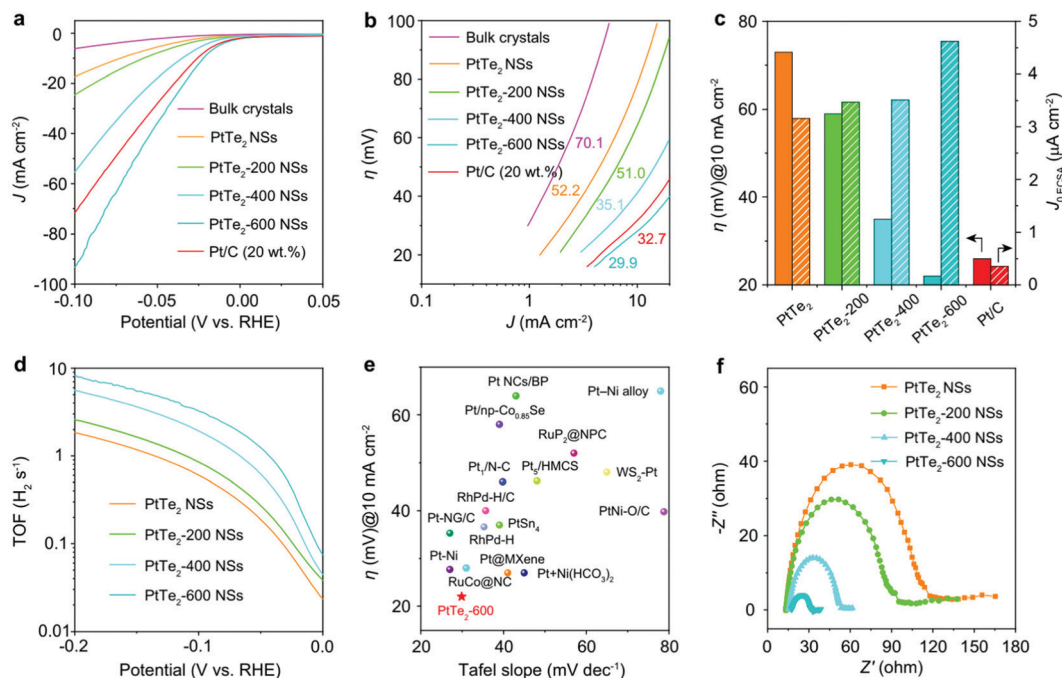 a
0
-20
-40
-60
-80
-100
J (mA cm⁻²)
Bulk crystals
PtTe₂ NSs
PtTe₂-200 NSs
PtTe₂-400 NSs
PtTe₂-600 NSs
Pt/C (20 wt.%)
-0.10 -0.05 0.00 0.05
Potential (V vs. RHE)
b
100
80
60
40
20
η (mV)
Bulk crystals
PtTe₂ NSs
PtTe₂-200 NSs
PtTe₂-400 NSs
PtTe₂-600 NSs
Pt/C (20 wt.%)
70.1
52.2
51.0
35.1
32.7
29.9
0.1 1 10
J (mA cm⁻²)
c
80
70
60
50
40
30
20
η (mV)@10 mA cm⁻²
5
4
3
2
1
0
J₀,ECSA (μA cm⁻²)
PtTe₂ PtTe₂-200 PtTe₂-400 PtTe₂-600 Pt/C
d
10
1
0.1
0.01
TOF (H₂ s⁻¹)
PtTe₂ NSs
PtTe₂-200 NSs
PtTe₂-400 NSs
PtTe₂-600 NSs
-0.2 -0.1 0.0
Potential (V vs. RHE)
e
60
40
20
η (mV)@10 mA cm⁻²
Pt NCs/BP
Pt–Ni alloy
Pt/np-Co₀.₈₅Se
RuP₂@NPC
Pt₁/N-C
Pt₅/HMCS
WS₂-Pt
RhPd-H/C
PtNi-O/C
Pt-NG/C
PtSn₄
RhPd-H
Pt-Ni
Pt@MXene
Pt+Ni(HCO₃)₂
RuCo@NC
PtTe₂-600
20 30 40 50 60 70 80
Tafel slope (mV dec⁻¹)
f
60
40
20
0
-Z″ (ohm)
PtTe₂ NSs
PtTe₂-200 NSs
PtTe₂-400 NSs
PtTe₂-600 NSs
0 40 80 120 160
Z′ (ohm)